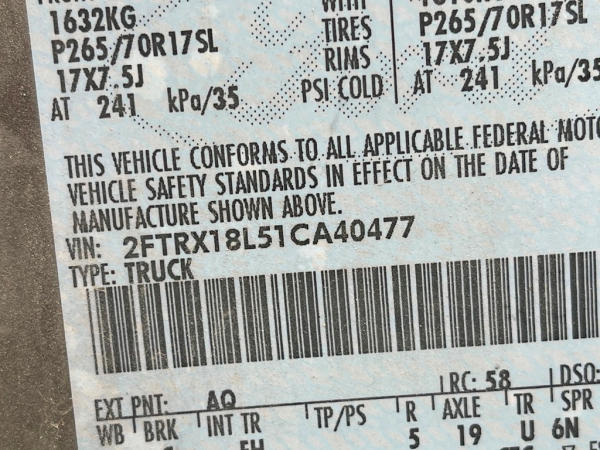 1632KG
P265/70R17SL
17X7.5J
AT 241 kPa/35
WITH
TIRES
RIMS
PSI COLD
P265/70R17SL
17X7.5J
AT 241 kPa/35
THIS VEHICLE CONFORMS TO ALL APPLICABLE FEDERAL MOTO
VEHICLE SAFETY STANDARDS IN EFFECT ON THE DATE OF
MANUFACTURE SHOWN ABOVE.
VIN: 2FTRX18L51CA40477
TYPE: TRUCK
EXT PNT: AQ RC: 58 DSO:
WB BRK INT TR TP/PS R AXLE TR SPR
5 19 U 6N